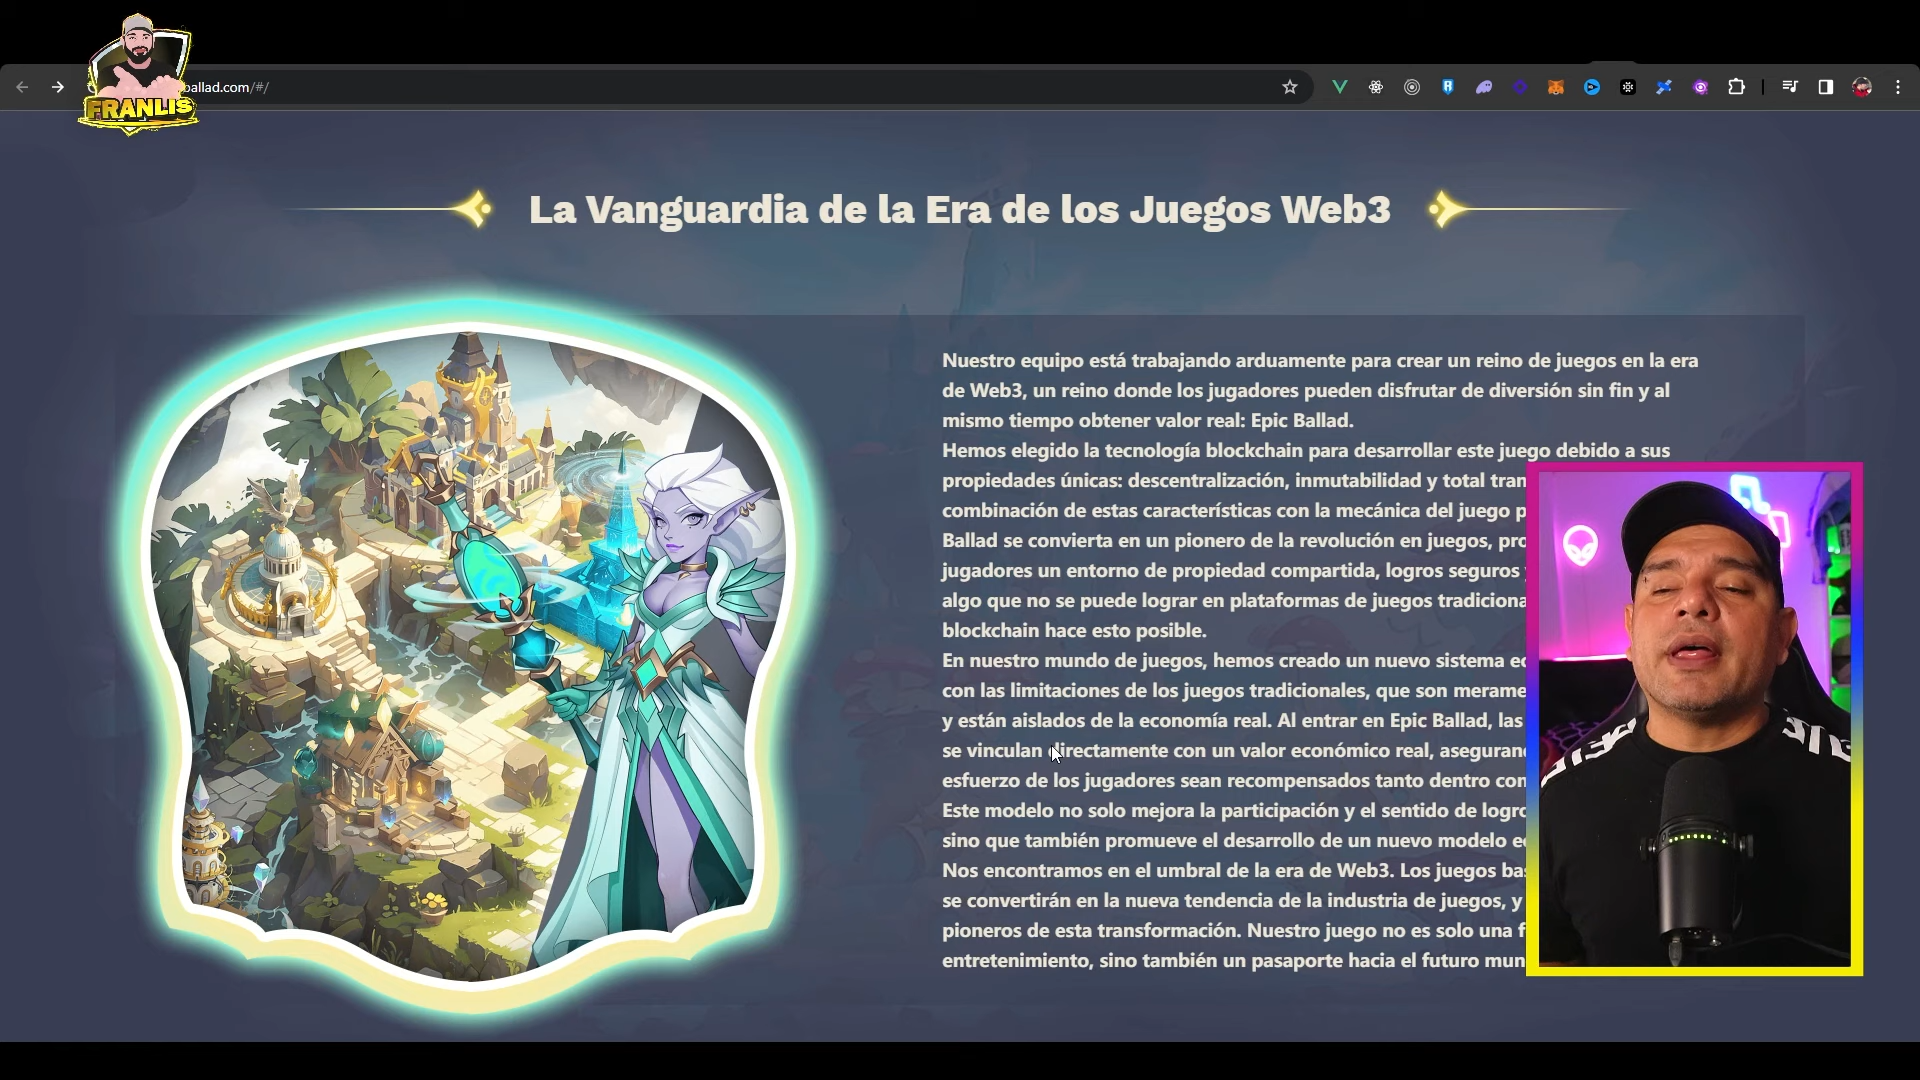 FRANLIS
ballad.com/#/
La Vanguardia de la Era de los Juegos Web3
Nuestro equipo está trabajando arduamente para crear un reino de juegos en la era
de Web3, un reino donde los jugadores pueden disfrutar de diversión sin fin y al
mismo tiempo obtener valor real: Epic Ballad.
Hemos elegido la tecnología blockchain para desarrollar este juego debido a sus
propiedades únicas: descentralización, inmutabilidad y total
combinación de estas características con la mecánica del juego
Ballad se convierta en un pionero de la revolución en juegos,
jugadores un entorno de propiedad compartida, logros seguros
algo que no se puede lograr en plataformas de juegos
blockchain hace esto posible.
En nuestro mundo de juegos, hemos creado un nuevo sistema
con las limitaciones de los juegos tradicionales, que son
y están aislados de la economía real. Al entrar en Epic Ballad, las
se vinculan directamente con un valor económico real,
esfuerzo de los jugadores sean recompensados tanto dentro
Este modelo no solo mejora la participación y el sentido de
sino que también promueve el desarrollo de un nuevo modelo
Nos encontramos en el umbral de la era de Web3. Los juegos
se convertirán en la nueva tendencia de la industria de juegos, y
pioneros de esta transformación. Nuestro juego no es solo una
entretenimiento, sino también un pasaporte hacia el futuro